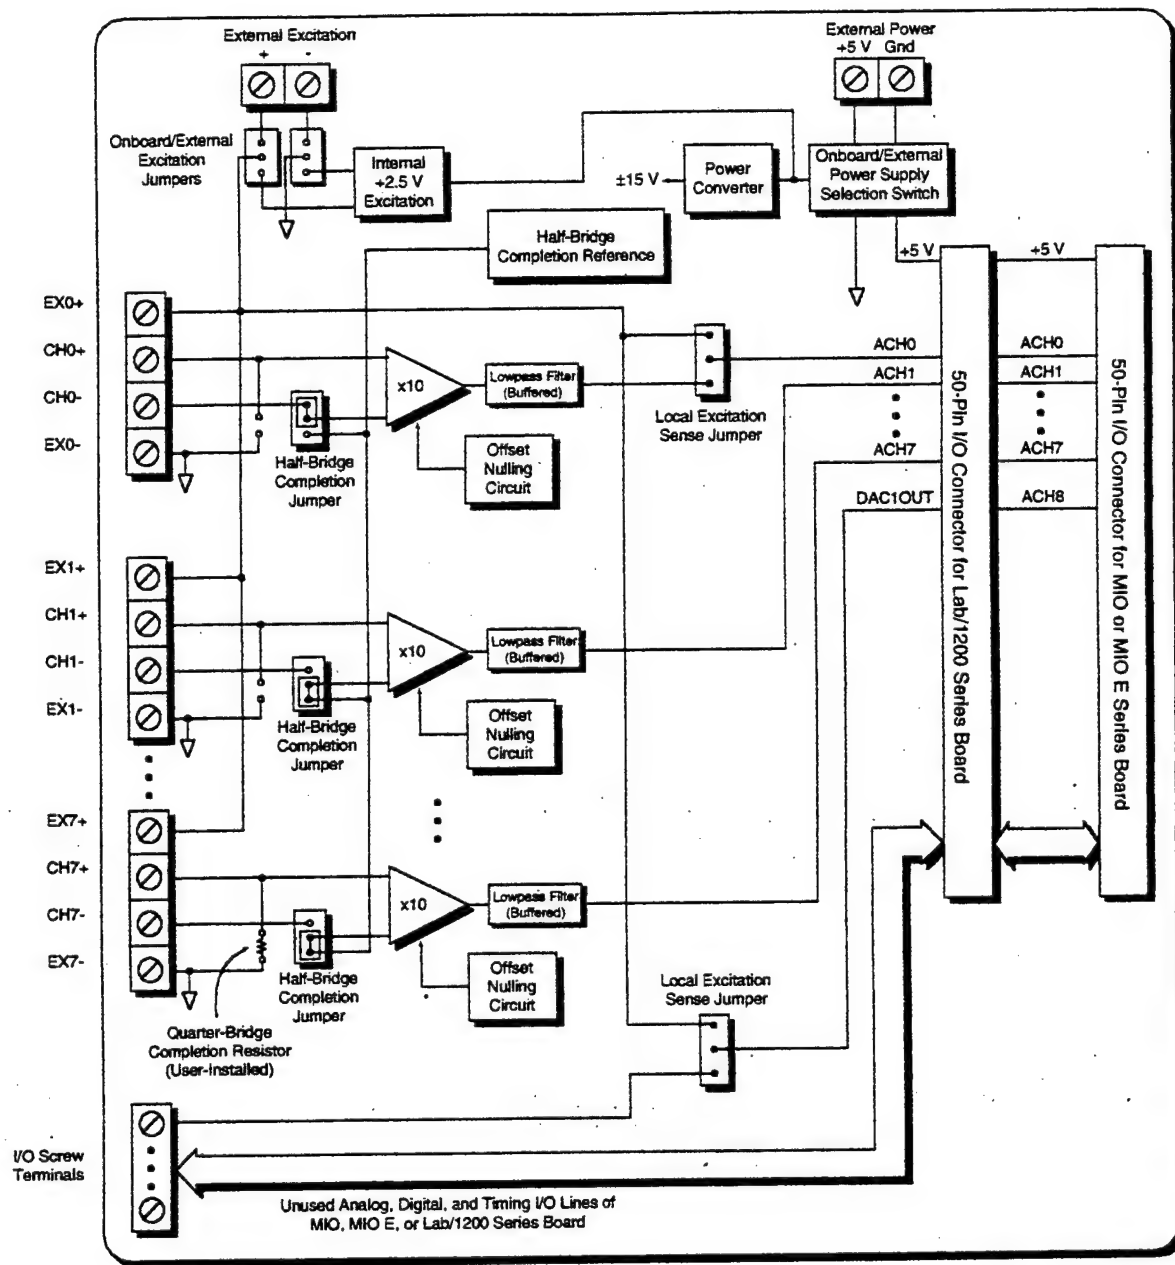 External Excitation
+ -
External Power
+5 V Gnd
Onboard/External
Excitation
Jumpers
Internal
+2.5 V
Excitation
±15 V
Power
Converter
Onboard/External
Power Supply
Selection Switch
Half-Bridge
Completion Reference
+5 V
+5 V
EX0+
CH0+
CH0-
EX0-
x10
Lowpass Filter
(Buffered)
Half-Bridge
Completion
Jumper
Offset
Nulling
Circuit
Local Excitation
Sense Jumper
ACH0
ACH1
ACH7
DAC1OUT
ACH0
ACH1
ACH7
ACH8
50-Pin I/O Connector for Lab/1200 Series Board
50-Pin I/O Connector for MIO or MIO E Series Board
EX1+
CH1+
CH1-
EX1-
x10
Lowpass Filter
(Buffered)
Half-Bridge
Completion
Jumper
Offset
Nulling
Circuit
EX7+
CH7+
CH7-
EX7-
x10
Lowpass Filter
(Buffered)
Half-Bridge
Completion
Jumper
Offset
Nulling
Circuit
Local Excitation
Sense Jumper
Quarter-Bridge
Completion Resistor
(User-Installed)
I/O Screw
Terminals
Unused Analog, Digital, and Timing I/O Lines of
MIO, MIO E, or Lab/1200 Series Board